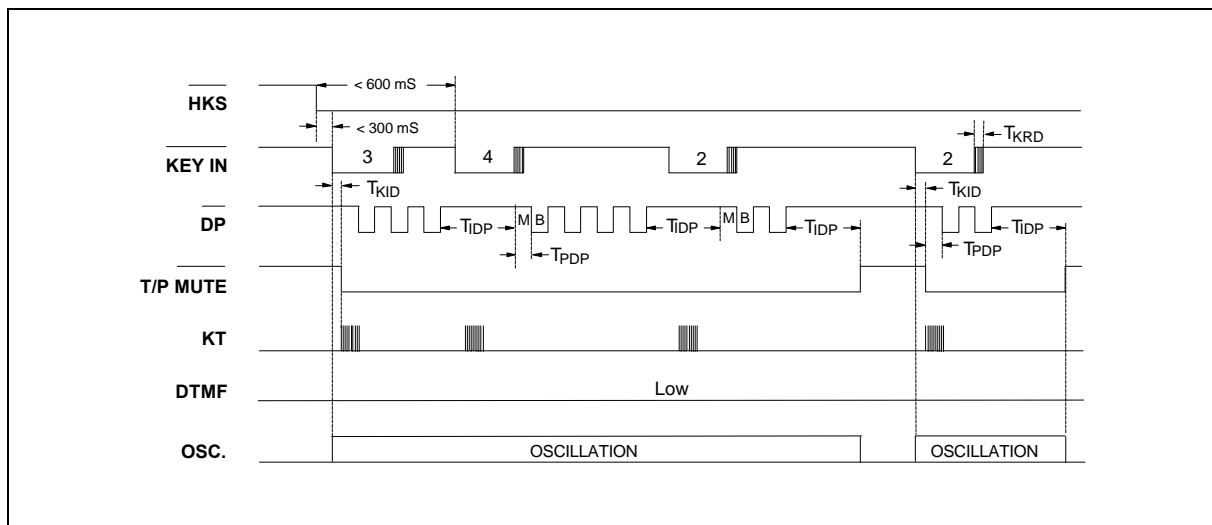 < 600 mS
HKS
< 300 mS
TKRD
KEY IN
3
4
2
2
TKID
TKID
DP
M B
TIDP
M B
TIDP
TIDP
TIDP
TPDP
TPDP
T/P MUTE
KT
DTMF
Low
OSC.
OSCILLATION
OSCILLATION